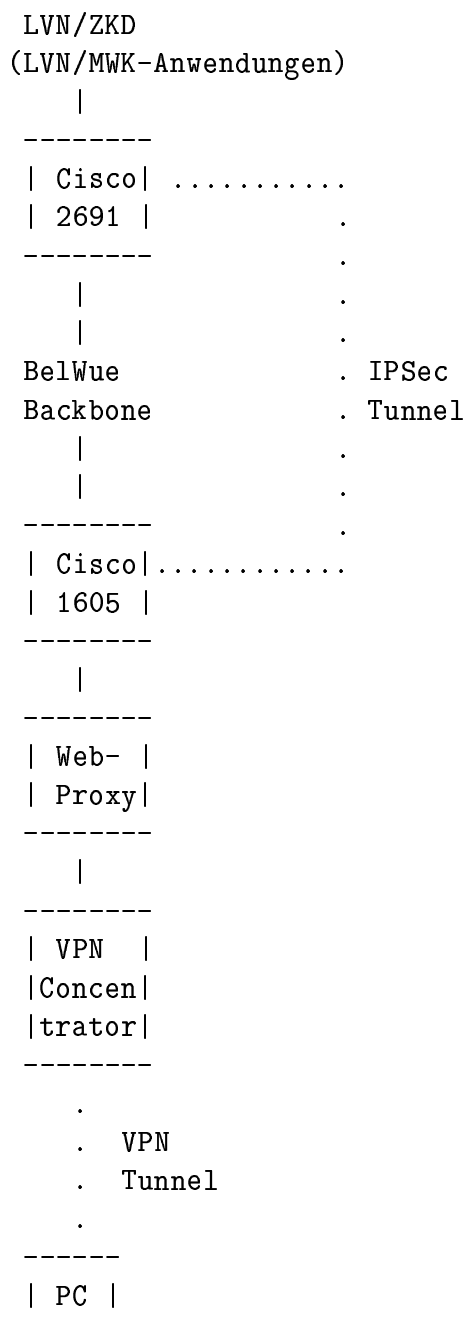 LVN/ZKD
(LVN/MWK-Anwendungen)
|
--------
| Cisco| ...........
| 2691 | .
-------- .
| .
| .
BelWue . IPSec
Backbone . Tunnel
| .
| .
-------- .
| Cisco|............
| 1605 |
--------
|
--------
| Web- |
| Proxy|
--------
|
--------
| VPN |
|Concen|
|trator|
--------
.
. VPN
. Tunnel
.
------
| PC |